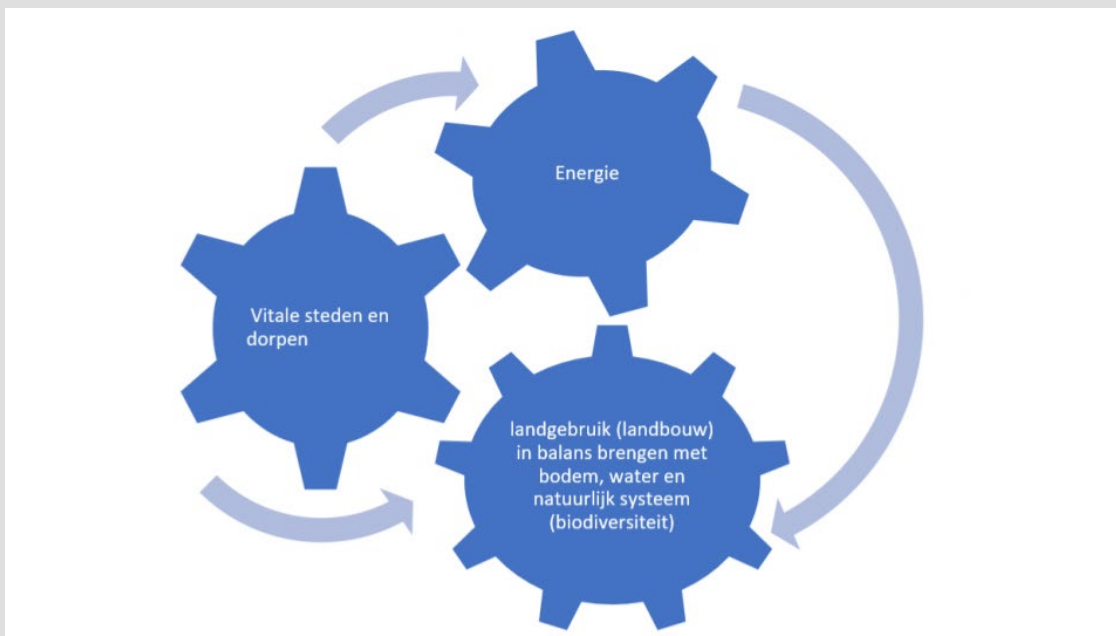 Energie
Vitale steden en
dorpen
landgebruik (landbouw)
in balans brengen met
bodem, water en
natuurlijk systeem
(biodiversiteit)